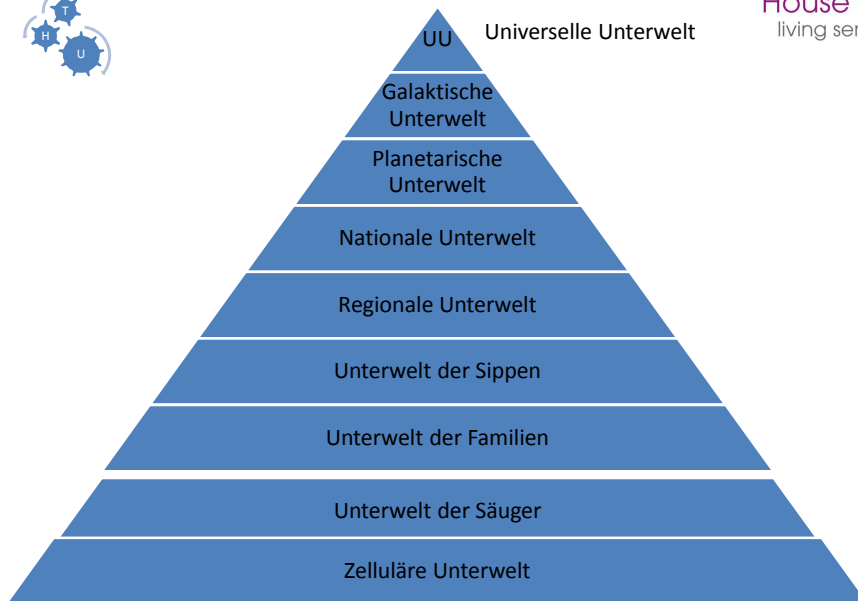 T
H
U
House
living ser
UU
Universelle Unterwelt
Galaktische
Unterwelt
Planetarische
Unterwelt
Nationale Unterwelt
Regionale Unterwelt
Unterwelt der Sippen
Unterwelt der Familien
Unterwelt der Säuger
Zelluläre Unterwelt